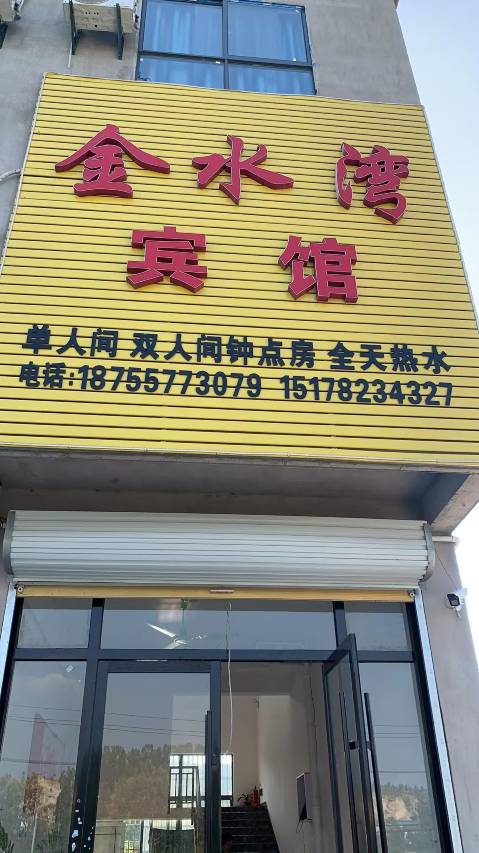 金水湾
宾馆
单人间 双人间钟点房 全天热水
电话:18755773079 15178234327